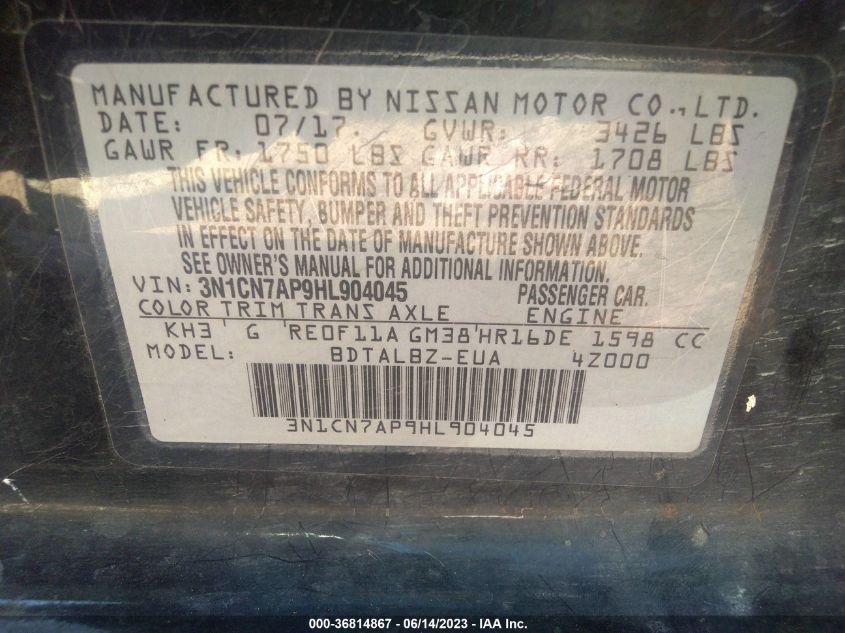 MANUFACTURED BY NISSAN MOTOR CO., LTD.
DATE: 07/17. GVWR: 3426 LBS
GAWR FR: 1750 LBS GAWR RR: 1708 LBS
THIS VEHICLE CONFORMS TO ALL APPLICABLE FEDERAL MOTOR
VEHICLE SAFETY, BUMPER AND THEFT PREVENTION STANDARDS
IN EFFECT ON THE DATE OF MANUFACTURE SHOWN ABOVE.
SEE OWNER'S MANUAL FOR ADDITIONAL INFORMATION.
VIN: 3N1CN7AP9HL904045 PASSENGER CAR.
COLOR TRIM TRANS AXLE ENGINE
KH3 ' G 'RE0F11A GM38'HR16DE 1598 CC
MODEL: BDTALBZ-EUA 4Z000
3N1CN7AP9HL904045
000-36814867 - 06/14/2023 - IAA Inc.